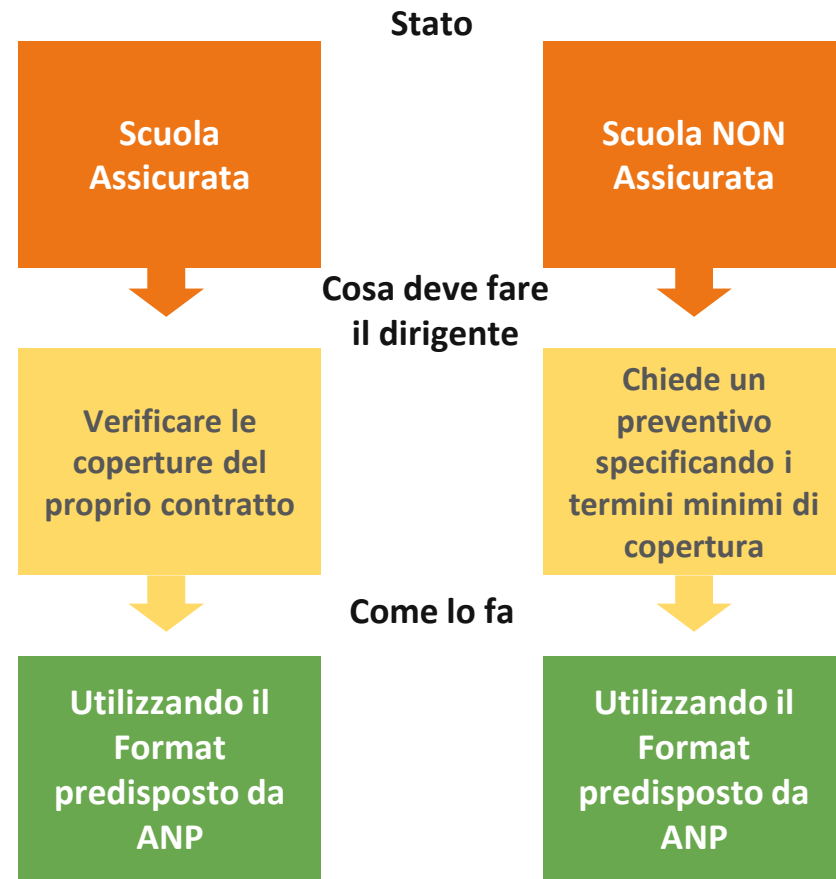 Stato
Scuola
Assicurata
Scuola NON
Assicurata
Cosa deve fare
il dirigente
Verificare le
coperture del
proprio contratto
Chiede un
preventivo
specificando i
termini minimi di
copertura
Come lo fa
Utilizzando il
Format
predisposto da
ANP
Utilizzando il
Format
predisposto da
ANP